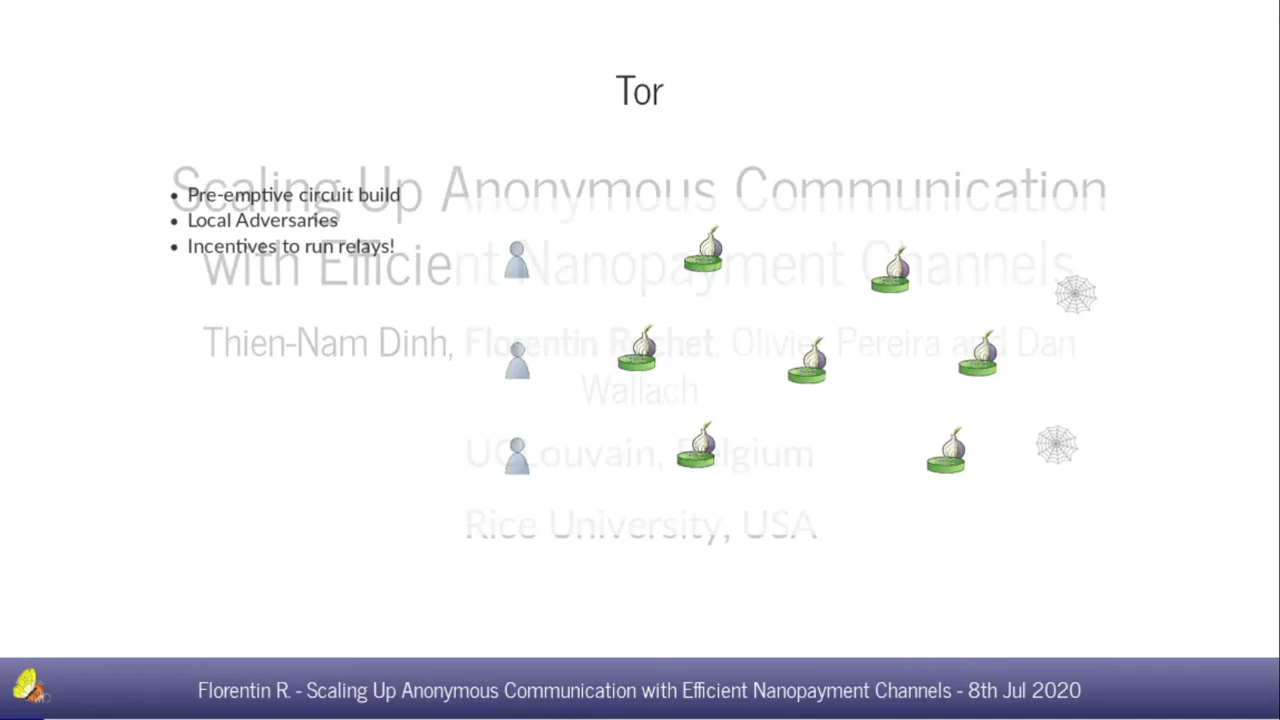 Tor
Scaling Up Anonymous Communication
• Pre-emptive circuit build
• Local Adversaries
• Incentives to run relays!
with Efficient Nanopayment Channels
Thien-Nam Dinh, Florentin Rochet, Olivier Pereira and Dan
Wallach
UCLouvain, Belgium
Rice University, USA
Florentin R. - Scaling Up Anonymous Communication with Efficient Nanopayment Channels - 8th Jul 2020